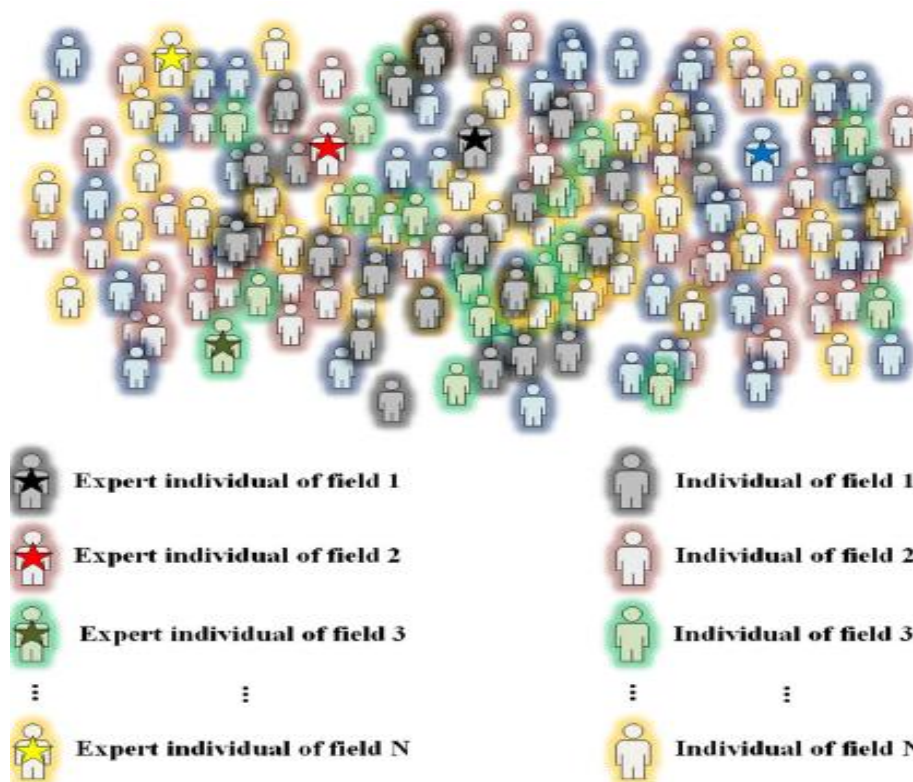 Expert individual of field 1
Individual of field 1
Expert individual of field 2
Individual of field 2
Expert individual of field 3
Individual of field 3
⋮ ⋮ ⋮ ⋮
Expert individual of field N
Individual of field N